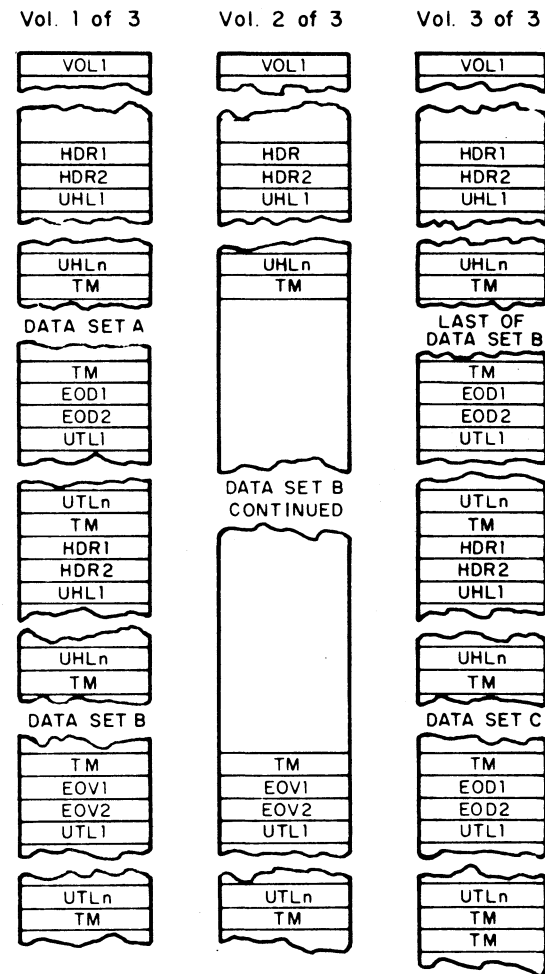 Vol. 1 of 3
VOL1
HDR1
HDR2
UHL1
UHLn
TM
DATA SET A
TM
EOD1
EOD2
UTL1
UTLn
TM
HDR1
HDR2
UHL1
UHLn
TM
DATA SET B
TM
EOV1
EOV2
UTL1
UTLn
TM
Vol. 2 of 3
VOL1
HDR
HDR2
UHL1
UHLn
TM
DATA SET B
CONTINUED
TM
EOV1
EOV2
UTL1
UTLn
TM
Vol. 3 of 3
VOL1
HDR1
HDR2
UHL1
UHLn
TM
LAST OF
DATA SET B
TM
EOD1
EOD2
UTL1
UTLn
TM
HDR1
HDR2
UHL1
UHLn
TM
DATA SET C
TM
EOD1
EOD2
UTL1
UTLn
TM
TM